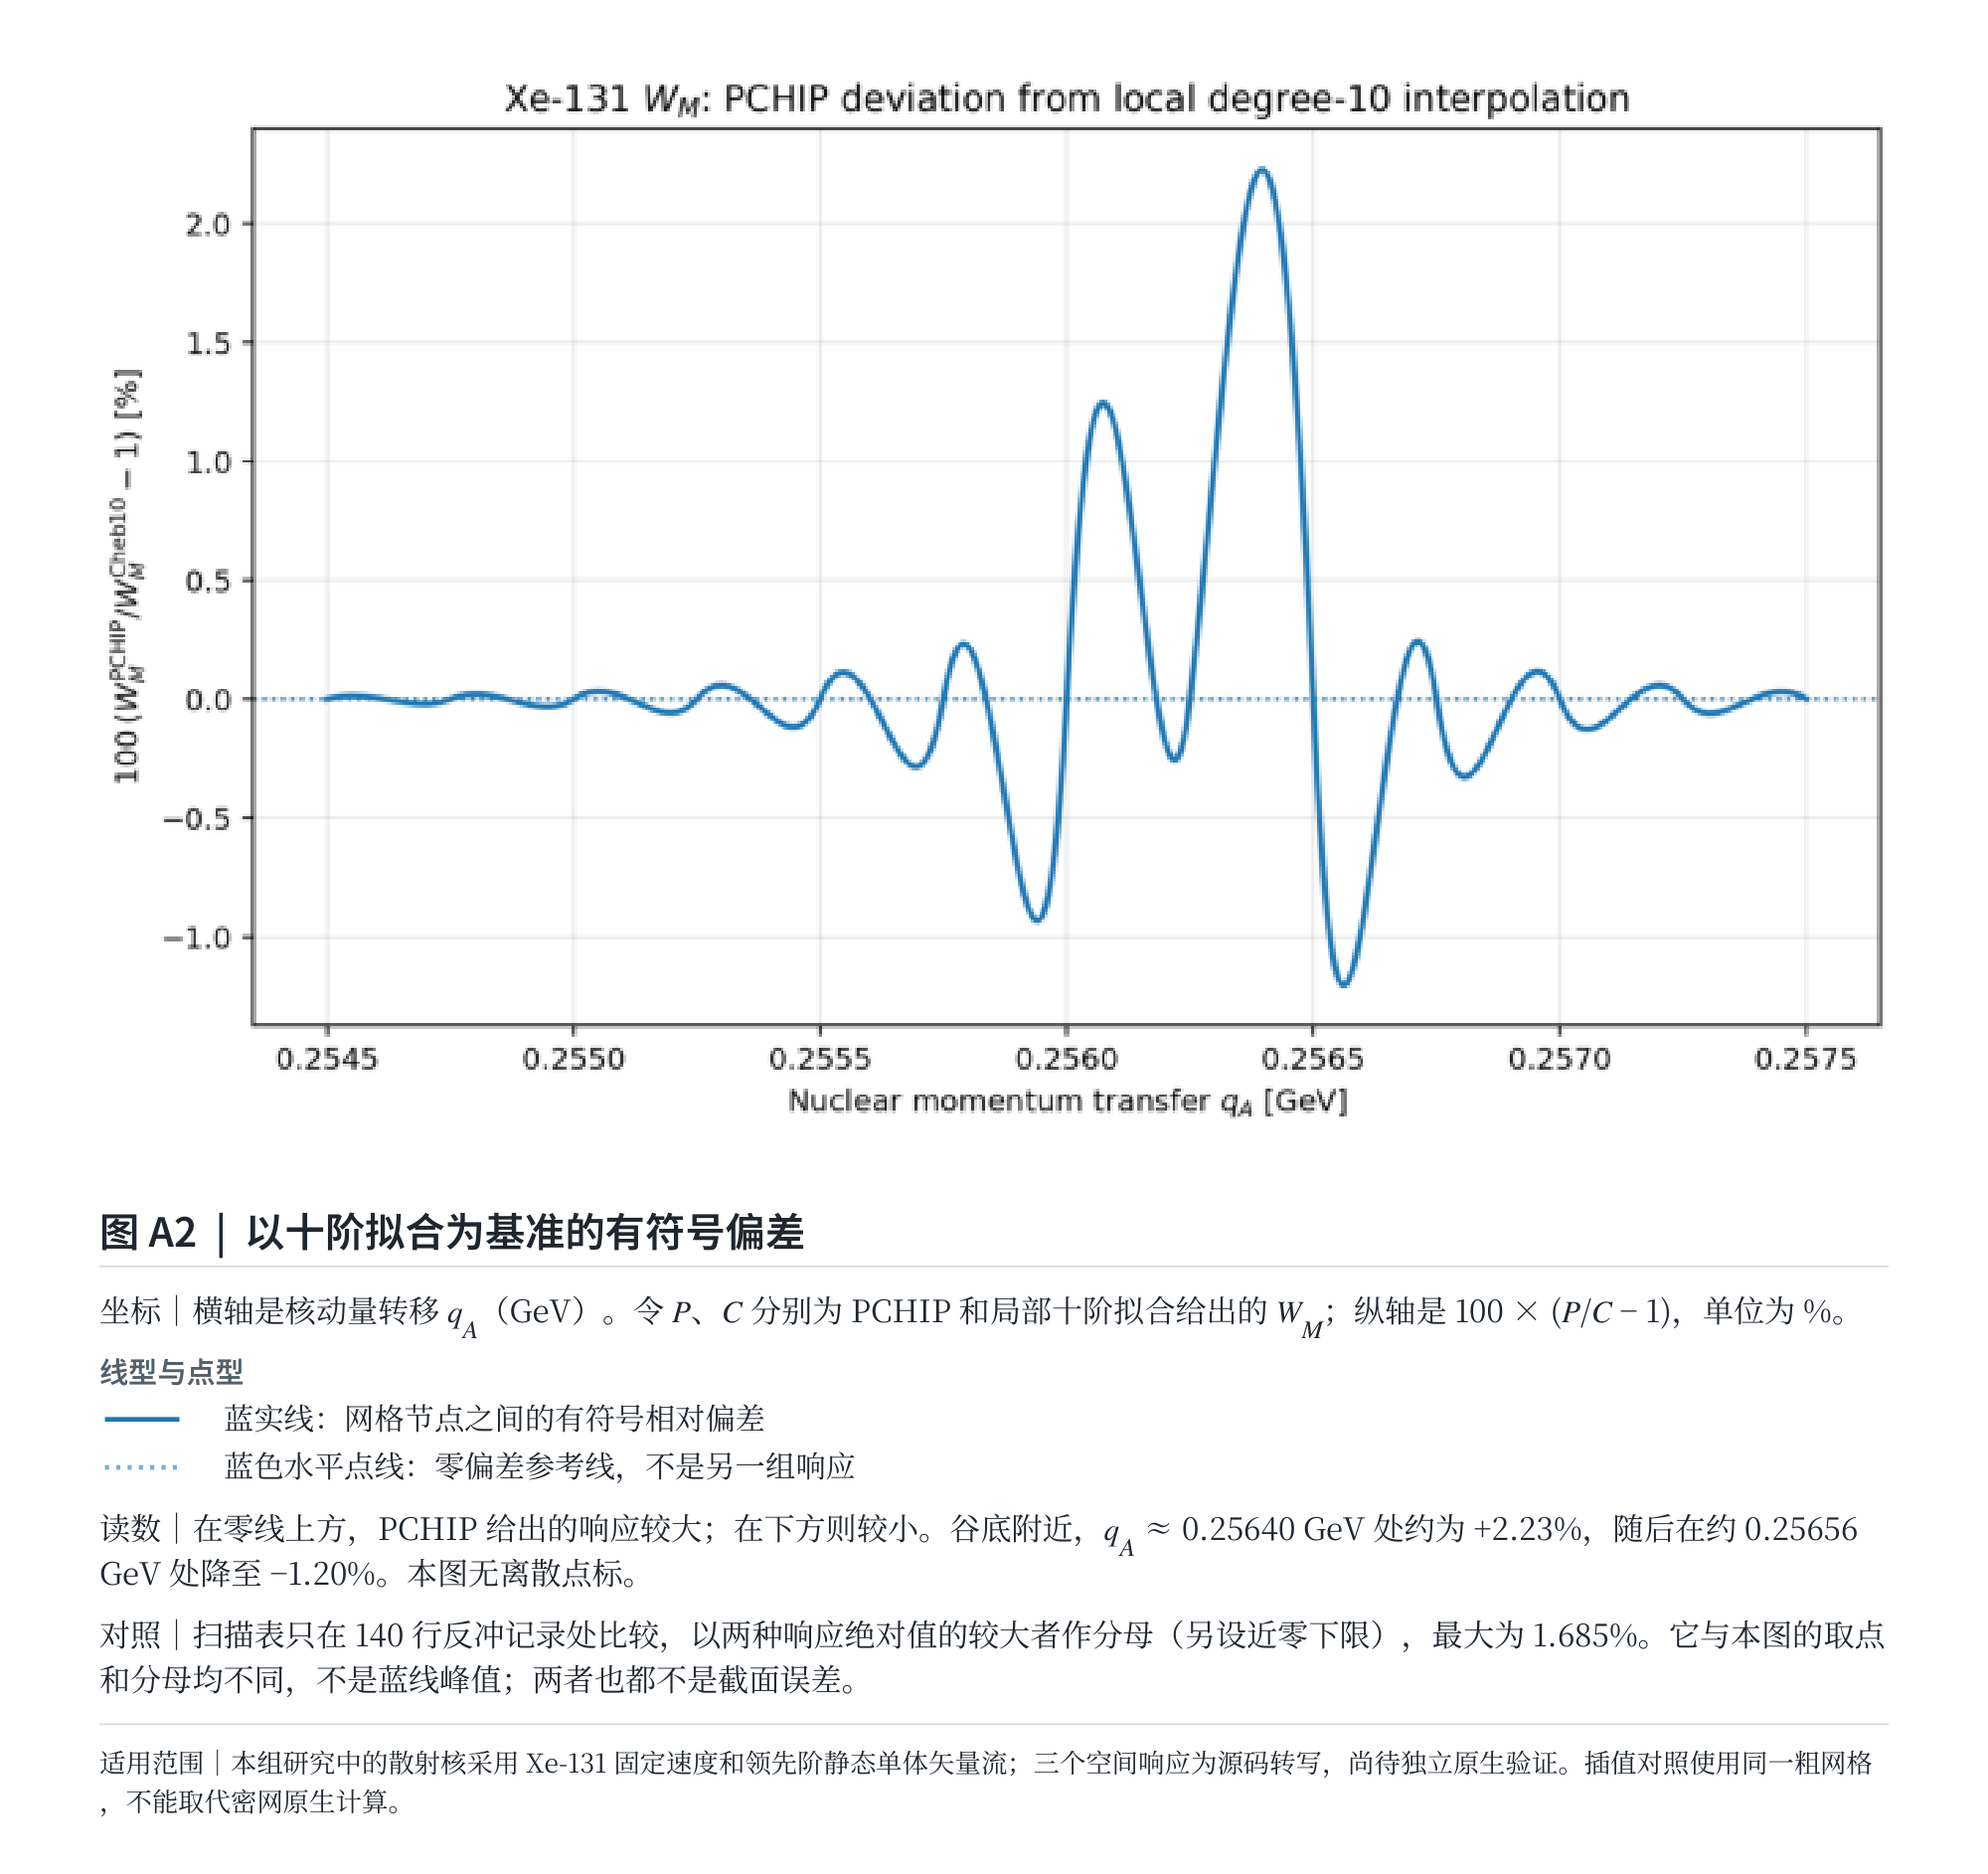 Xe-131 W_M: PCHIP deviation from local degree-10 interpolation
100 (W_M^PCHIP/W_M^Cheb10 − 1) [%]
2.0
1.5
1.0
0.5
0.0
−0.5
−1.0
0.2545 0.2550 0.2555 0.2560 0.2565 0.2570 0.2575
Nuclear momentum transfer q_A [GeV]
图 A2｜以十阶拟合为基准的有符号偏差
坐标｜横轴是核动量转移 q_A（GeV）。令 P、C 分别为 PCHIP 和局部十阶拟合给出的 W_M；纵轴是 100 × (P/C − 1)，单位为 %。
线型与点型
蓝实线：网格节点之间的有符号相对偏差
蓝色水平点线：零偏差参考线，不是另一组响应
读数｜在零线上方，PCHIP 给出的响应较大；在下方则较小。谷底附近，q_A ≈ 0.25640 GeV 处约为 +2.23%，随后在约 0.25656
GeV 处降至 −1.20%。本图无离散点标。
对照｜扫描表只在 140 行反冲记录处比较，以两种响应绝对值的较大者作分母（另设近零下限），最大为 1.685%。它与本图的取点
和分母均不同，不是蓝线峰值；两者也都不是截面误差。
适用范围｜本组研究中的散射核采用 Xe-131 固定速度和领先阶静态单体矢量流；三个空间响应为源码转写，尚待独立原生验证。插值对照使用同一粗网格
，不能取代密网原生计算。